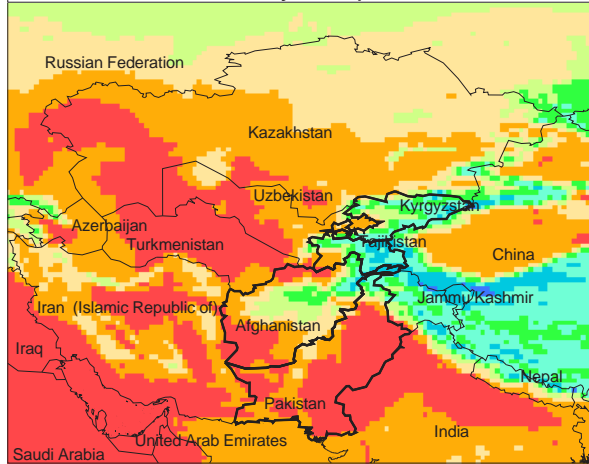 Russian Federation
Kazakhstan
Uzbekistan
Kyrgyzstan
Azerbaijan
Turkmenistan
Tajikistan
China
Iran (Islamic Republic of)
Jammu Kashmir
Afghanistan
Iraq
Nepal
Pakistan
India
United Arab Emirates
Saudi Arabia